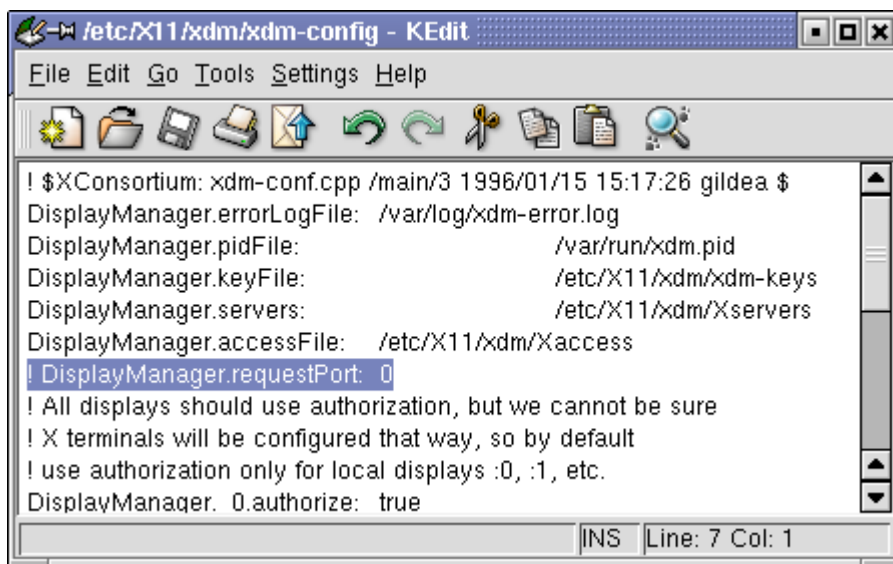 /etc/X11/xdm/xdm-config - KEdit
File Edit Go Tools Settings Help
! $XConsortium: xdm-conf.cpp /main/3 1996/01/15 15:17:26 gildea $
DisplayManager.errorLogFile: /var/log/xdm-error.log
DisplayManager.pidFile: /var/run/xdm.pid
DisplayManager.keyFile: /etc/X11/xdm/xdm-keys
DisplayManager.servers: /etc/X11/xdm/Xservers
DisplayManager.accessFile: /etc/X11/xdm/Xaccess
! DisplayManager.requestPort: 0
! All displays should use authorization, but we cannot be sure
! X terminals will be configured that way, so by default
! use authorization only for local displays :0, :1, etc.
DisplayManager._0.authorize: true
INS Line: 7 Col: 1